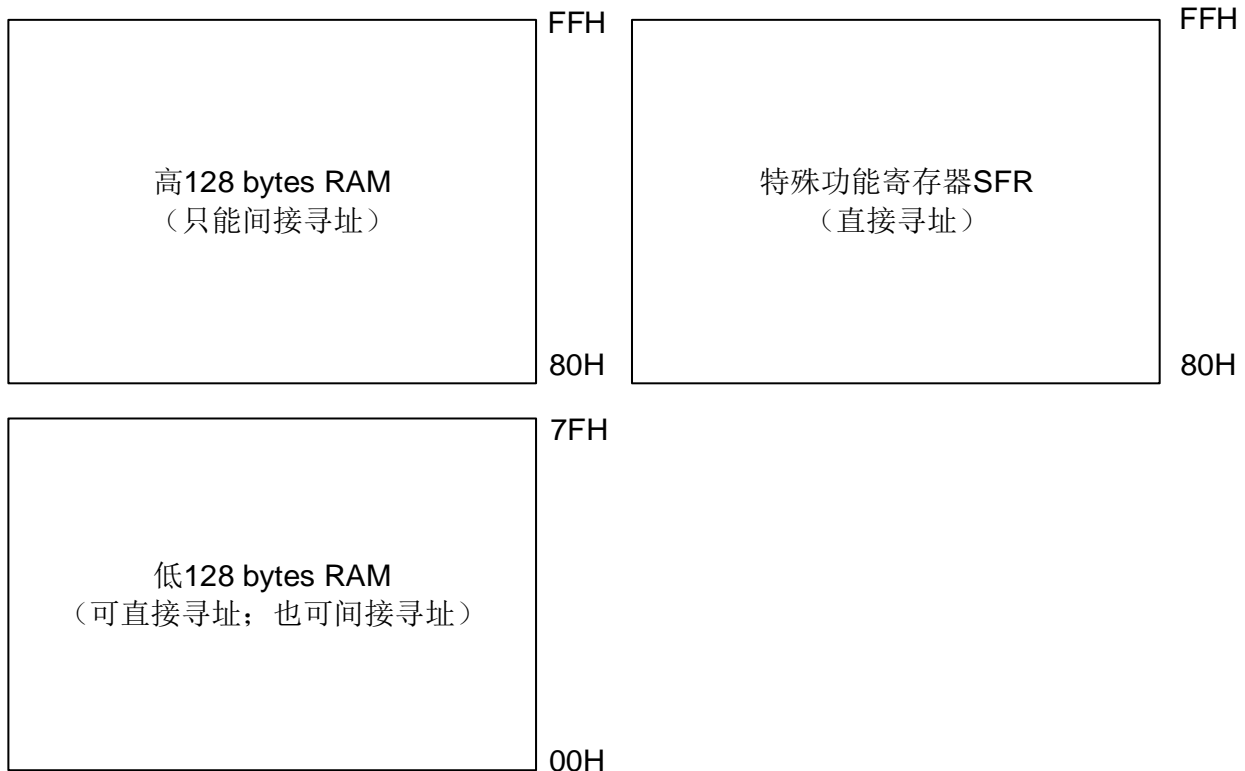 FFH
高128 bytes RAM
（只能间接寻址）
80H
FFH
特殊功能寄存器SFR
（直接寻址）
80H
7FH
低128 bytes RAM
（可直接寻址；也可间接寻址）
00H